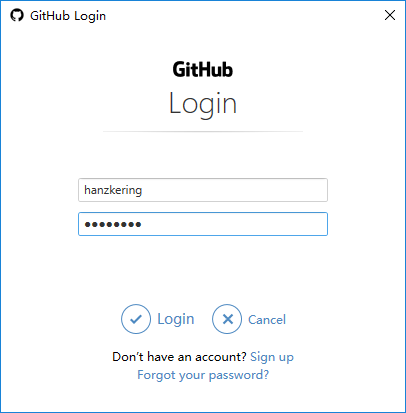 GitHub Login
GitHub
Login
hanzkering
●●●●●●●●
Login Cancel
Don't have an account? Sign up
Forgot your password?